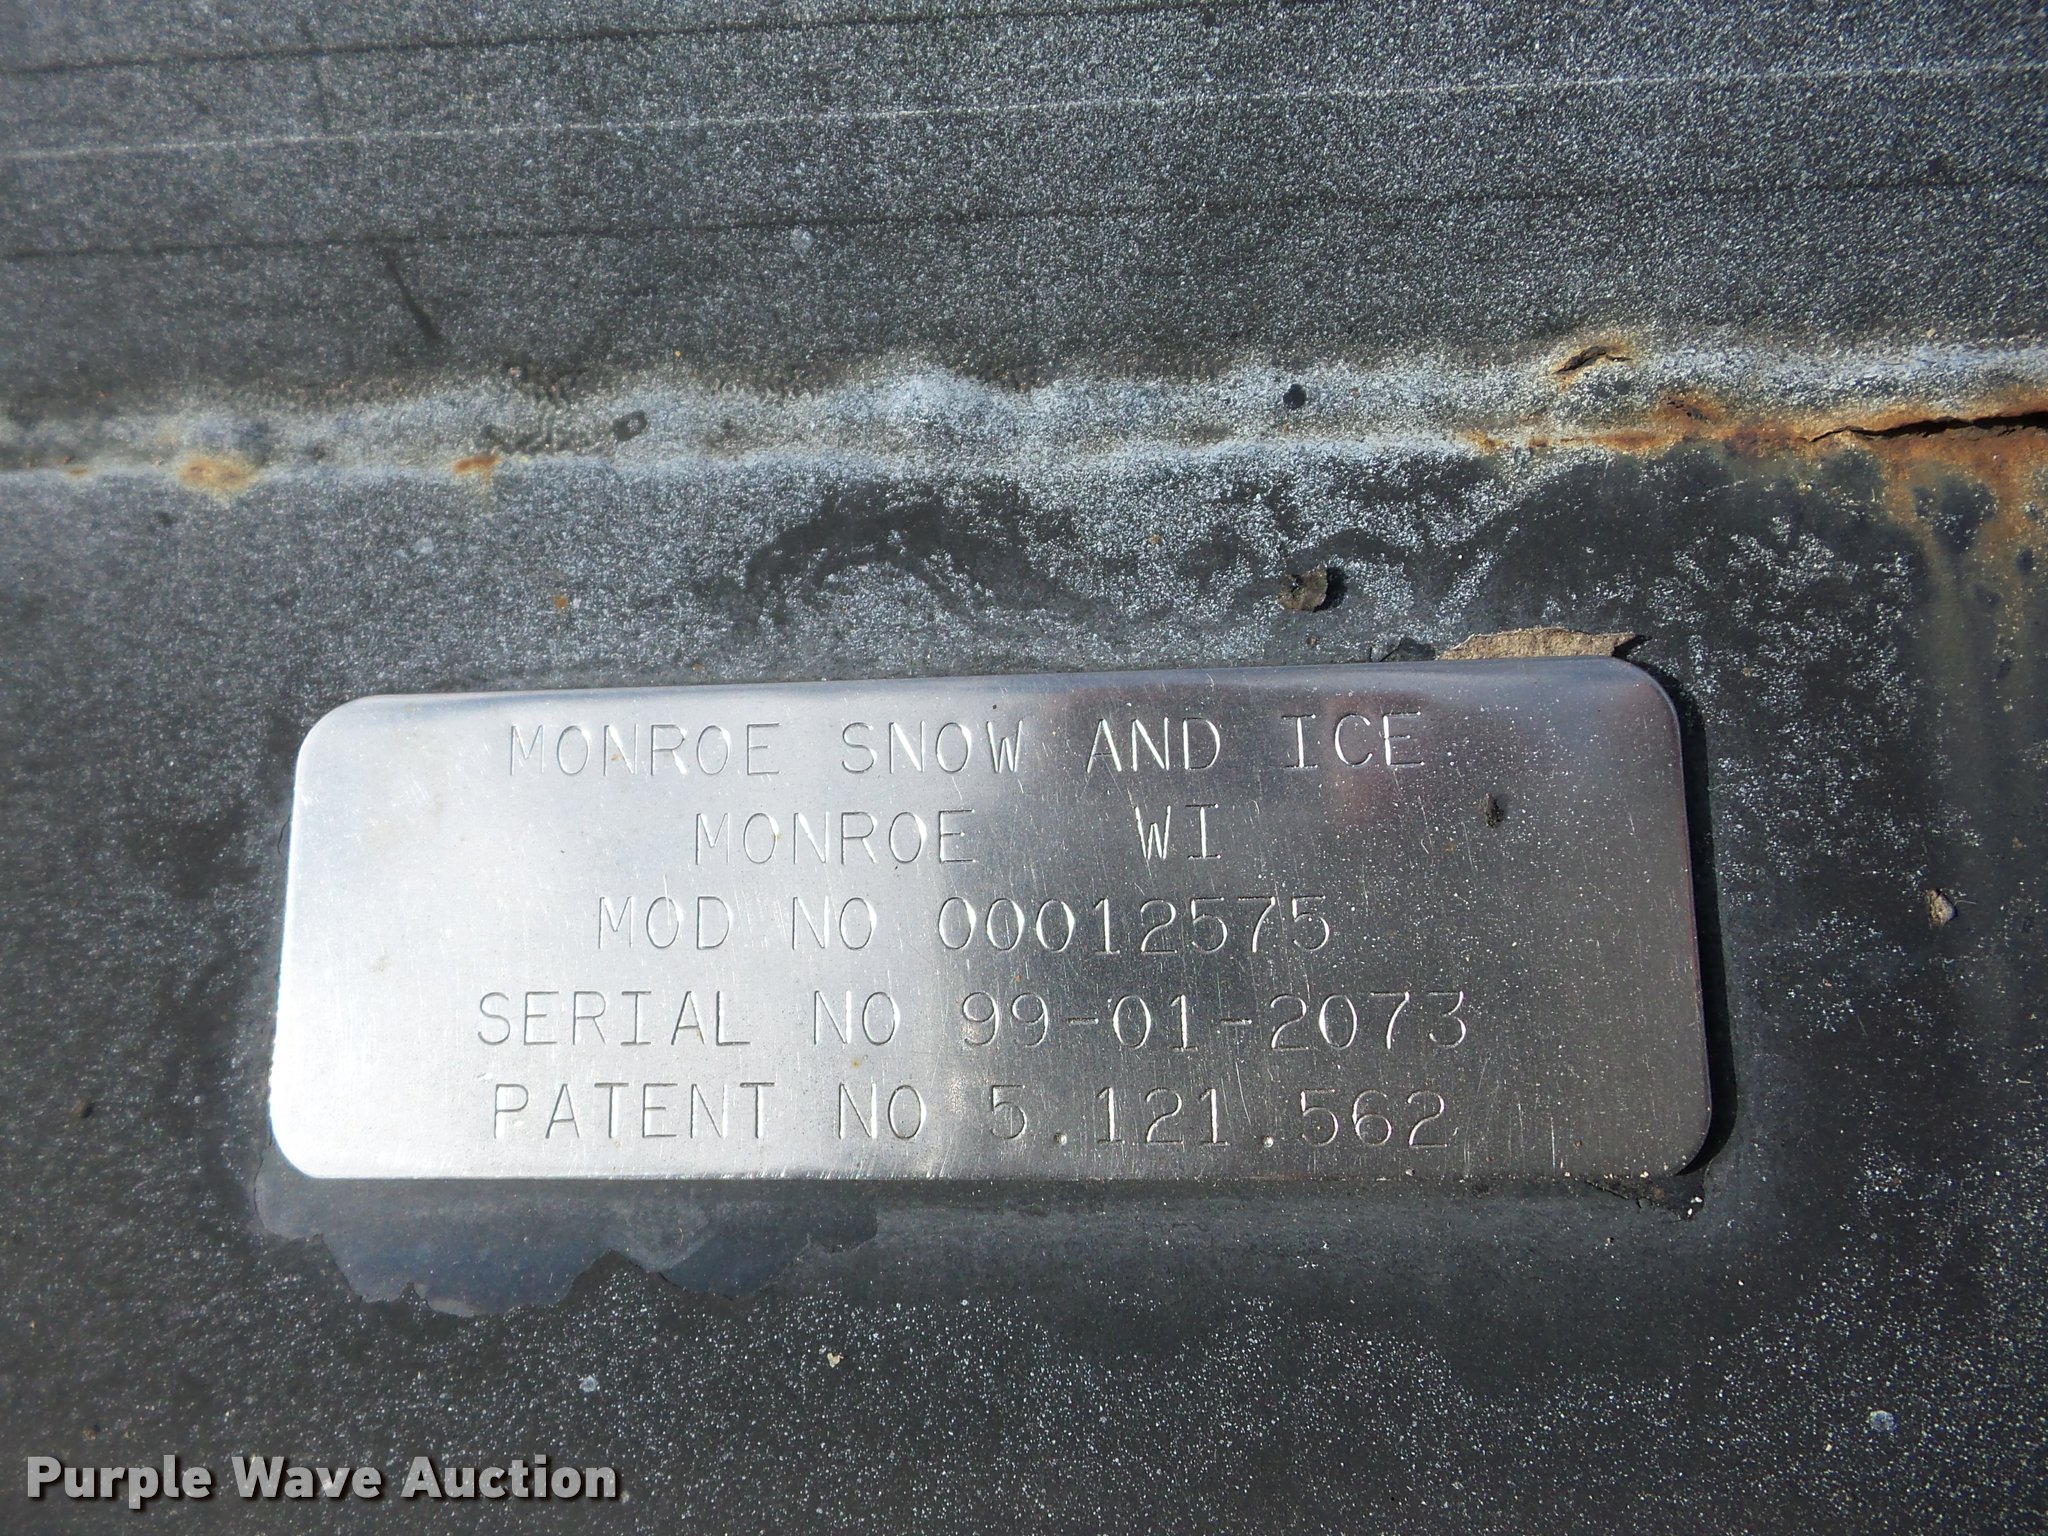 MONROE SNOW AND ICE
MONROE WI
MOD NO 00012575
SERIAL NO 99-01-2073
PATENT NO 5.121.562
Purple Wave Auction